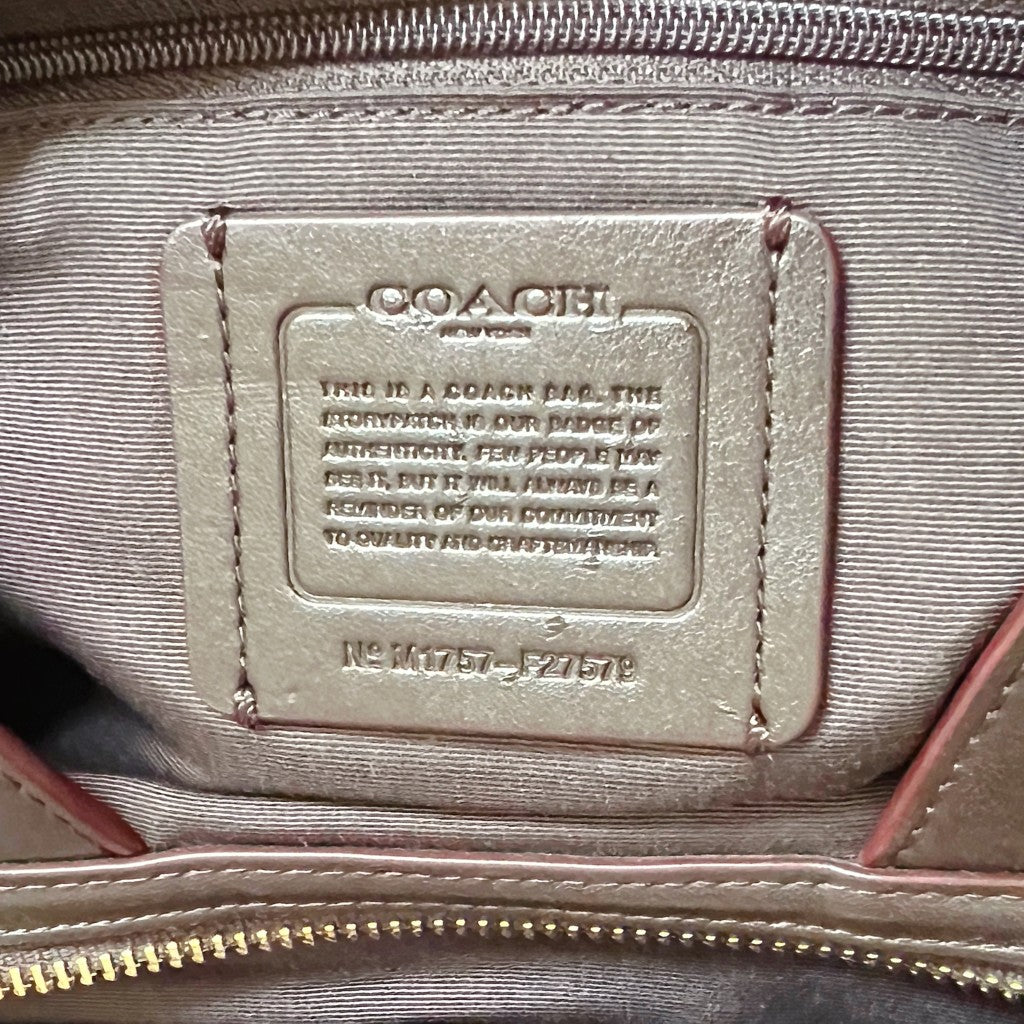 COACH
NEW YORK
THIS IS A COACH BAG. THE
STORYPATCH IS OUR BADGE OF
AUTHENTICITY. FEW PEOPLE MAY
SEE IT, BUT IT WILL ALWAYS BE A
REMINDER OF OUR COMMITMENT
TO QUALITY AND CRAFTSMANSHIP.
Nº M1757-F27579